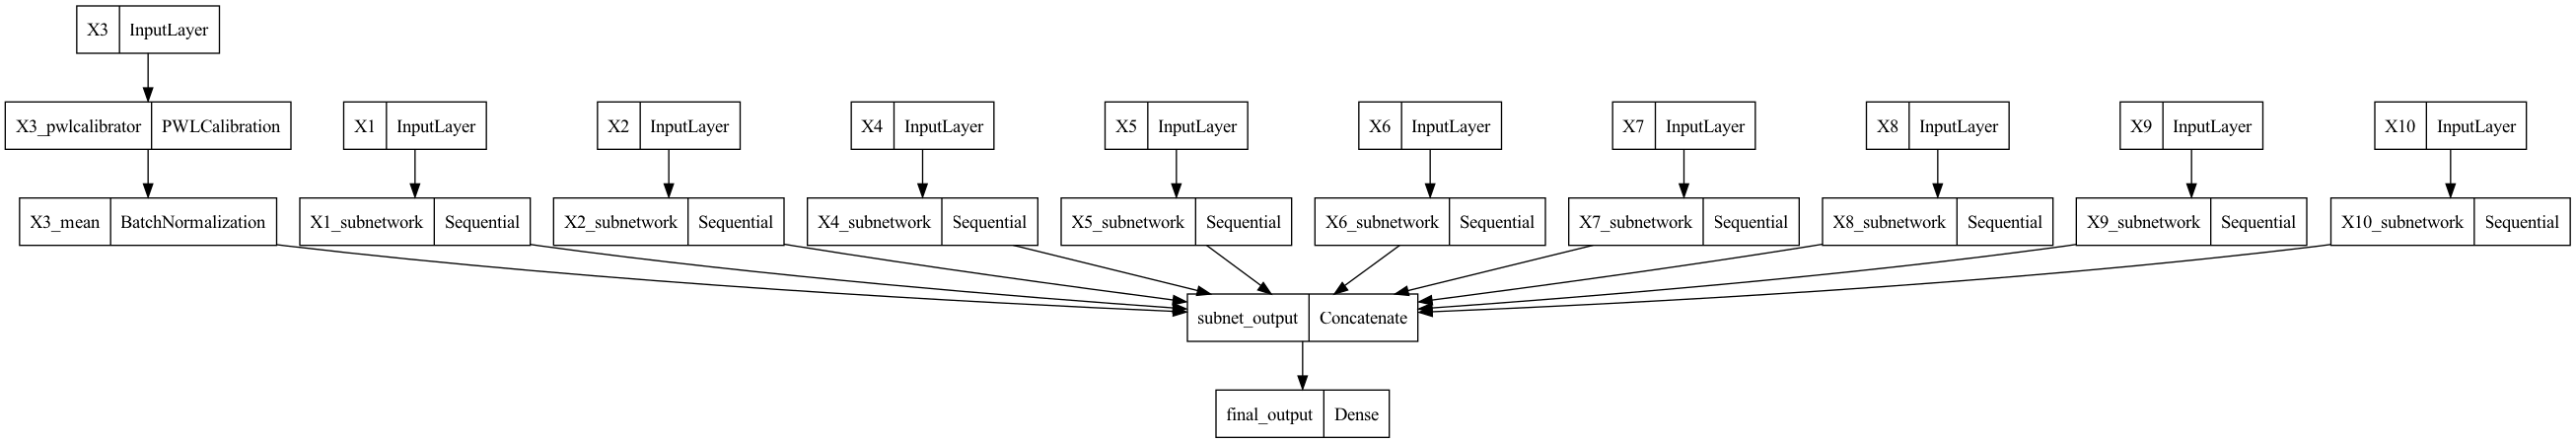 X3 InputLayer
X3_pwlcalibrator PWLCalibration X1 InputLayer X2 InputLayer X4 InputLayer X5 InputLayer X6 InputLayer X7 InputLayer X8 InputLayer X9 InputLayer X10 InputLayer
X3_mean BatchNormalization X1_subnetwork Sequential X2_subnetwork Sequential X4_subnetwork Sequential X5_subnetwork Sequential X6_subnetwork Sequential X7_subnetwork Sequential X8_subnetwork Sequential X9_subnetwork Sequential X10_subnetwork Sequential
subnet_output Concatenate
final_output Dense